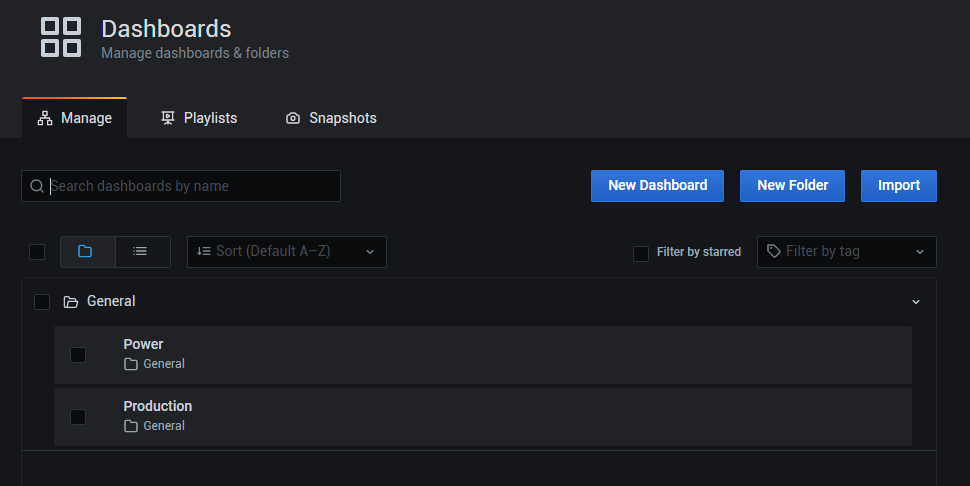 Dashboards
Manage dashboards & folders
Manage
Playlists
Snapshots
Search dashboards by name
New Dashboard
New Folder
Import
Sort (Default A–Z)
Filter by starred
Filter by tag
General
Power
General
Production
General